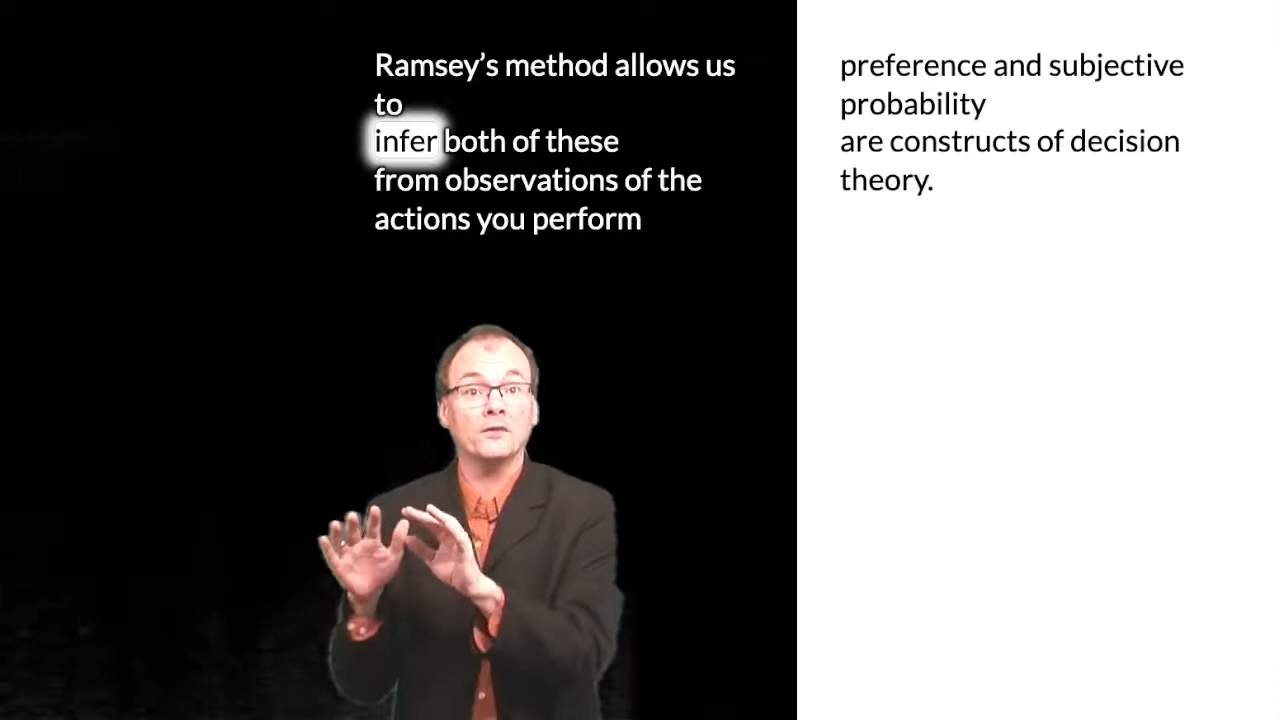 Ramsey’s method allows us
to
infer both of these
from observations of the
actions you perform
preference and subjective
probability
are constructs of decision
theory.